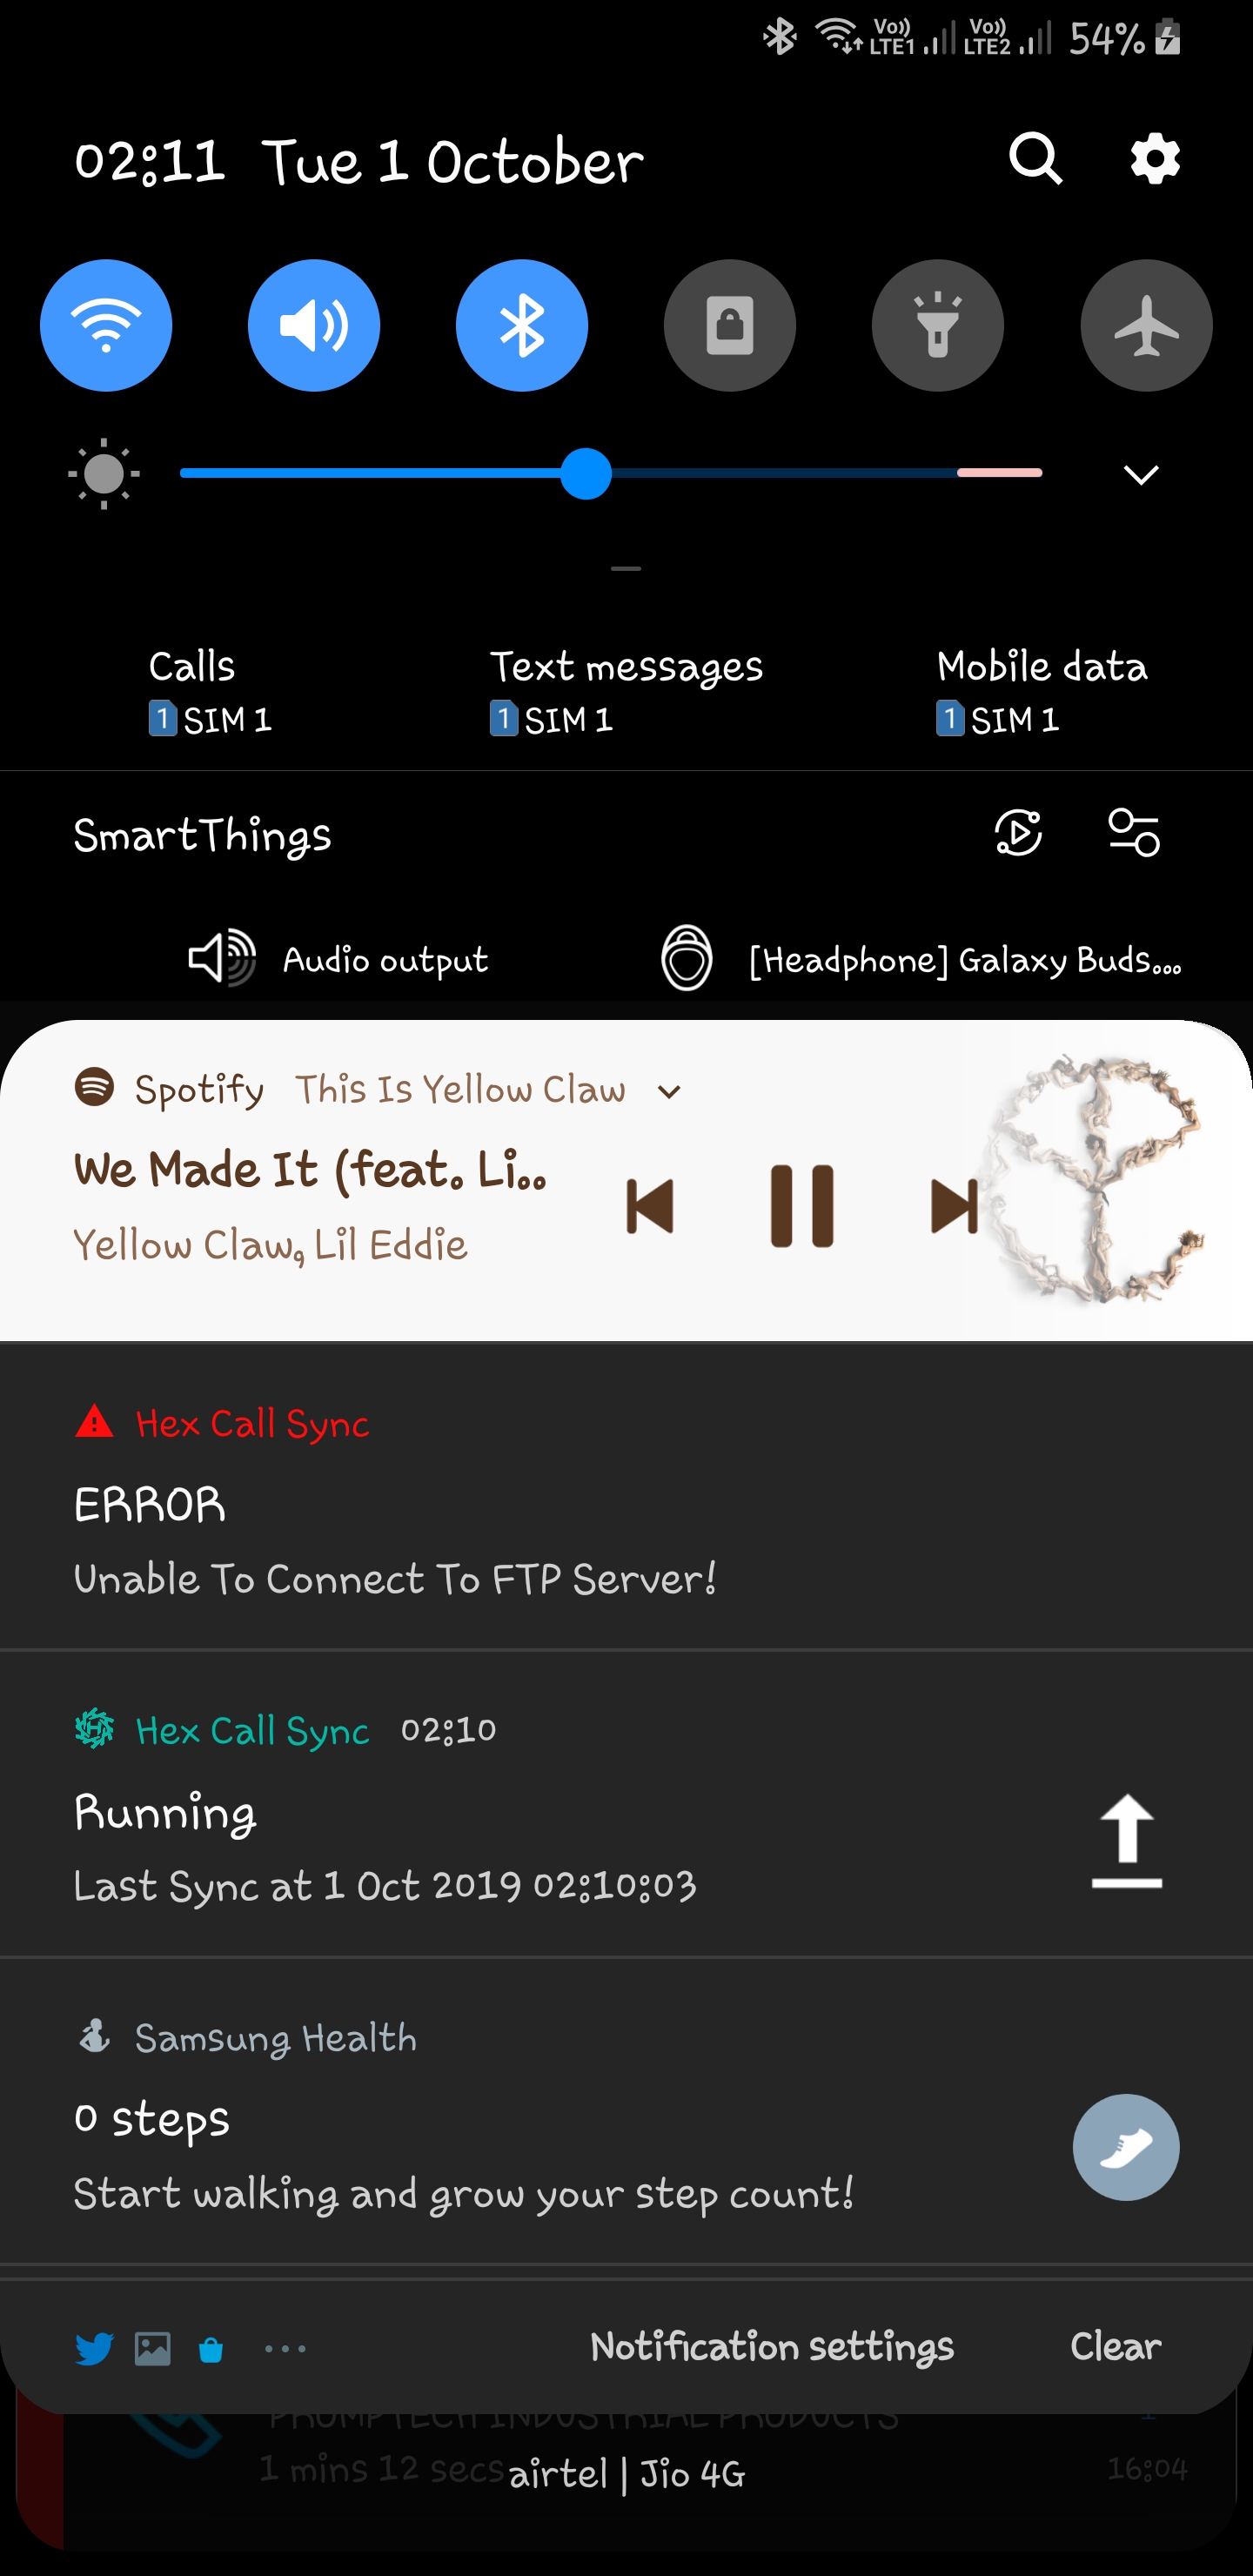 Vo)) LTE1 Vo)) LTE2 54%
02:11 Tue 1 October
Calls Text messages Mobile data
1 SIM 1 1 SIM 1 1 SIM 1
SmartThings
Audio output [Headphone] Galaxy Buds...
Spotify This Is Yellow Claw
We Made It (feat. Li..
Yellow Claw, Lil Eddie
Hex Call Sync
ERROR
Unable To Connect To FTP Server!
Hex Call Sync 02:10
Running
Last Sync at 1 Oct 2019 02:10:03
Samsung Health
0 steps
Start walking and grow your step count!
Notification settings Clear
PROMPTECH INDUSTRIAL PRODUCTS
1 mins 12 secs airtel | Jio 4G 16:04